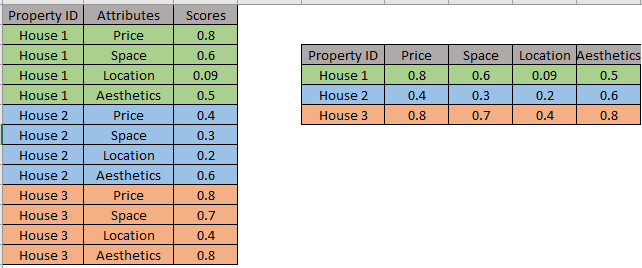 Property ID Attributes Scores
House 1 Price 0.8
House 1 Space 0.6
House 1 Location 0.09
House 1 Aesthetics 0.5
House 2 Price 0.4
House 2 Space 0.3
House 2 Location 0.2
House 2 Aesthetics 0.6
House 3 Price 0.8
House 3 Space 0.7
House 3 Location 0.4
House 3 Aesthetics 0.8
Property ID Price Space Location Aesthetics
House 1 0.8 0.6 0.09 0.5
House 2 0.4 0.3 0.2 0.6
House 3 0.8 0.7 0.4 0.8